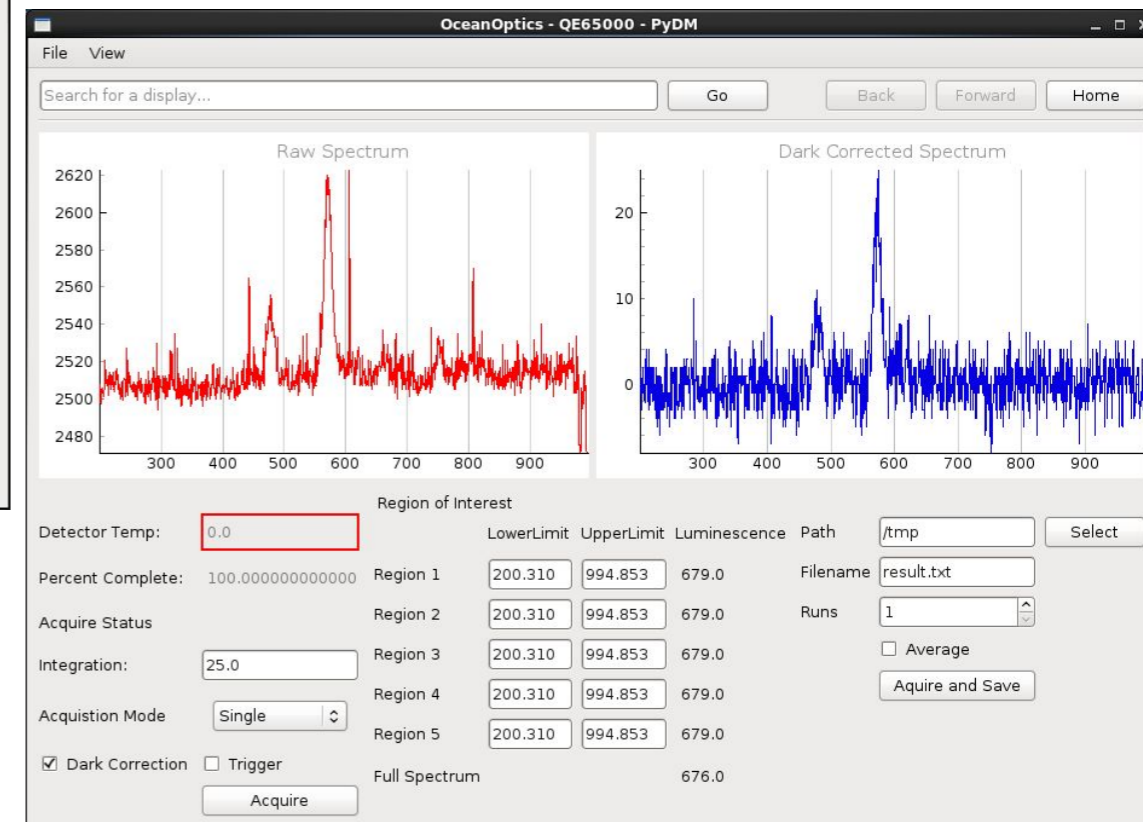 OceanOptics - QE65000 - PyDM
File View
Search for a display... Go Back Forward Home
Raw Spectrum
2620
2600
2580
2560
2540
2520
2500
2480
300 400 500 600 700 800 900
Dark Corrected Spectrum
20
10
0
300 400 500 600 700 800 900
Detector Temp: 0.0
Percent Complete: 100.000000000000
Acquire Status
Integration: 25.0
Acquistion Mode Single
Dark Correction Trigger
Acquire
Region of Interest
LowerLimit UpperLimit Luminescence
Region 1 200.310 994.853 679.0
Region 2 200.310 994.853 679.0
Region 3 200.310 994.853 679.0
Region 4 200.310 994.853 679.0
Region 5 200.310 994.853 679.0
Full Spectrum 676.0
Path /tmp Select
Filename result.txt
Runs 1
Average
Aquire and Save